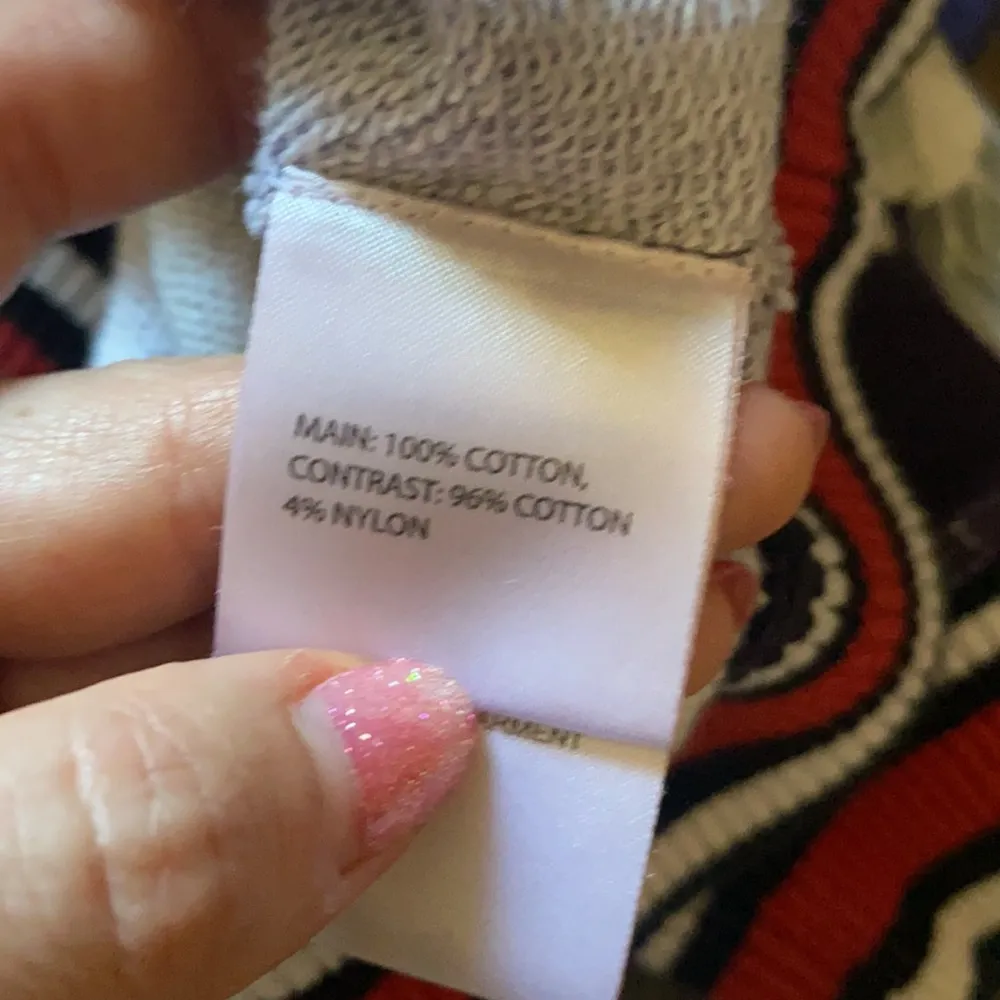 MAIN: 100% COTTON,
CONTRAST: 96% COTTON
4% NYLON